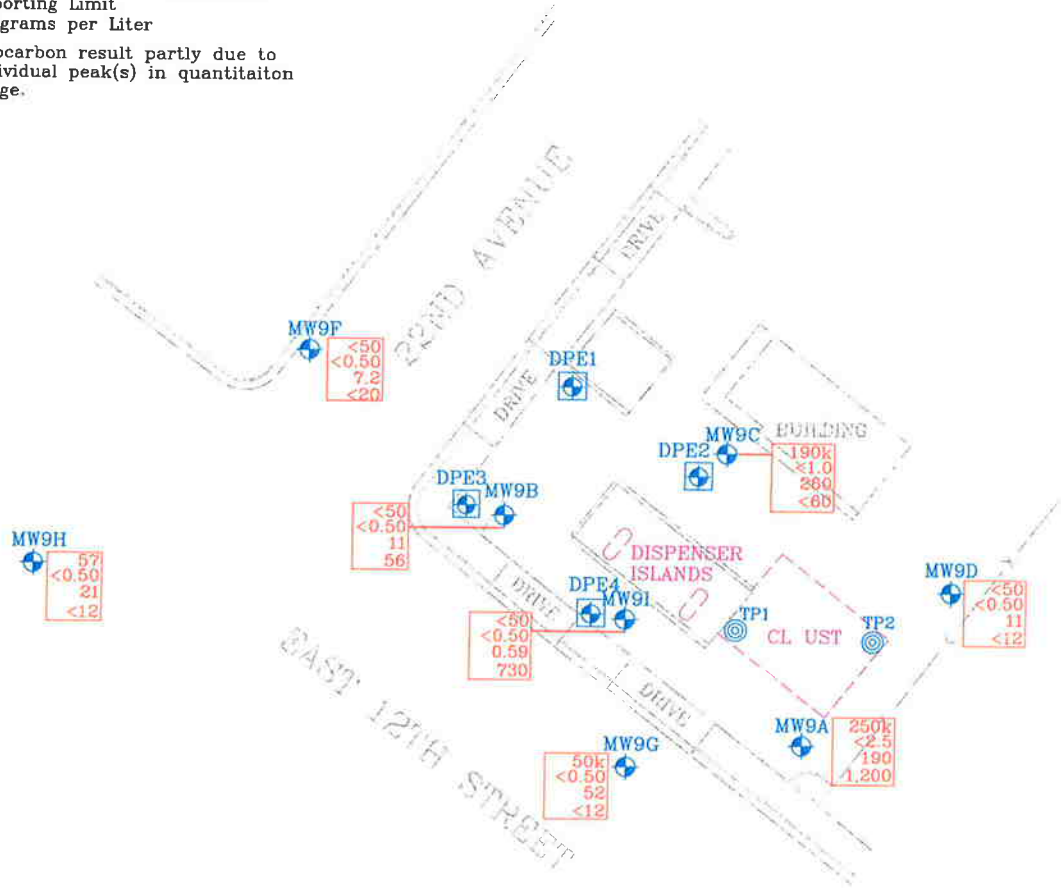 Limit
grams per Liter
result partly due to
peak(s) in quantitaiton
22ND AVENUE
DRIVE
MW9F
<50
<0.50
7.2
<20
DPE1
DRIVE
BUILDING
MW9C
190k
<1.0
260
<60
DPE2
DPE3
MW9B
<50
<0.50
11
56
MW9H
57
<0.50
21
<12
DISPENSER
ISLANDS
MW9D
<50
<0.50
11
<12
DRIVE
DPE4
MW9I
<50
<0.50
0.59
730
TP1
CL UST
TP2
EAST 12TH STREET
DRIVE
MW9A
250k
<2.5
190
1,200
MW9G
50k
<0.50
52
<12